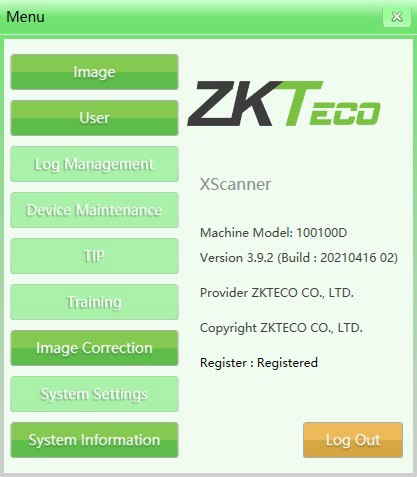 Menu
Image
User
Log Management
Device Maintenance
TIP
Training
Image Correction
System Settings
System Information
ZKTECO
XScanner
Machine Model: 100100D
Version 3.9.2 (Build : 20210416 02)
Provider ZKTECO CO., LTD.
Copyright ZKTECO CO., LTD.
Register : Registered
Log Out